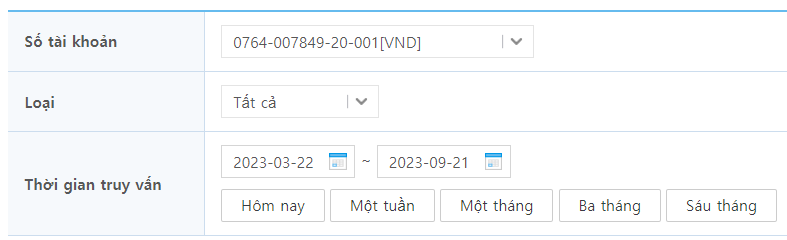 Số tài khoản
0764-007849-20-001[VND]
Loại
Tất cả
Thời gian truy vấn
2023-03-22 ~ 2023-09-21
Hôm nay Một tuần Một tháng Ba tháng Sáu tháng